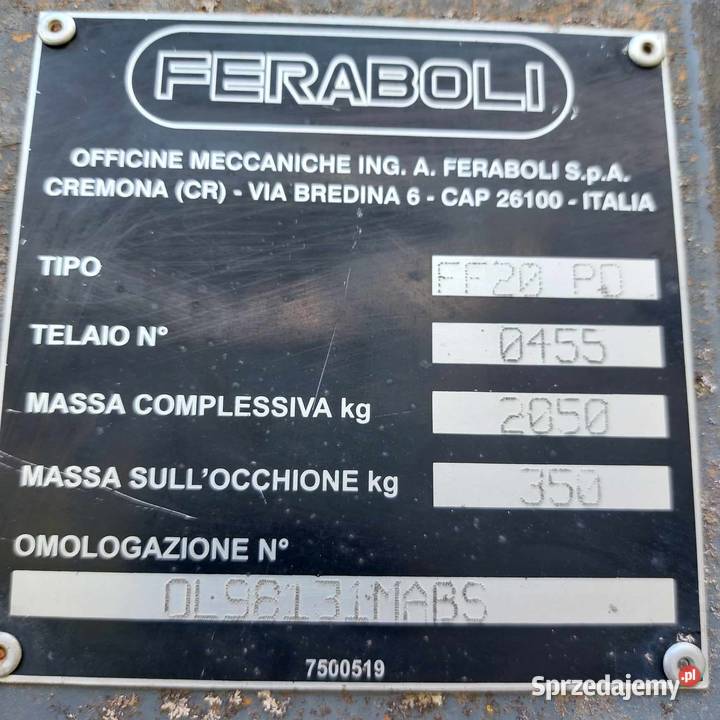 FERABOLI
OFFICINE MECCANICHE ING. A. FERABOLI S.p.A.
CREMONA (CR) - VIA BREDINA 6 - CAP 26100 - ITALIA
TIPO FF20 PD
TELAIO N° 0455
MASSA COMPLESSIVA kg 2050
MASSA SULL'OCCHIONE kg 350
OMOLOGAZIONE N°
OL98131MABS
7500519
Sprzedajemy.pl